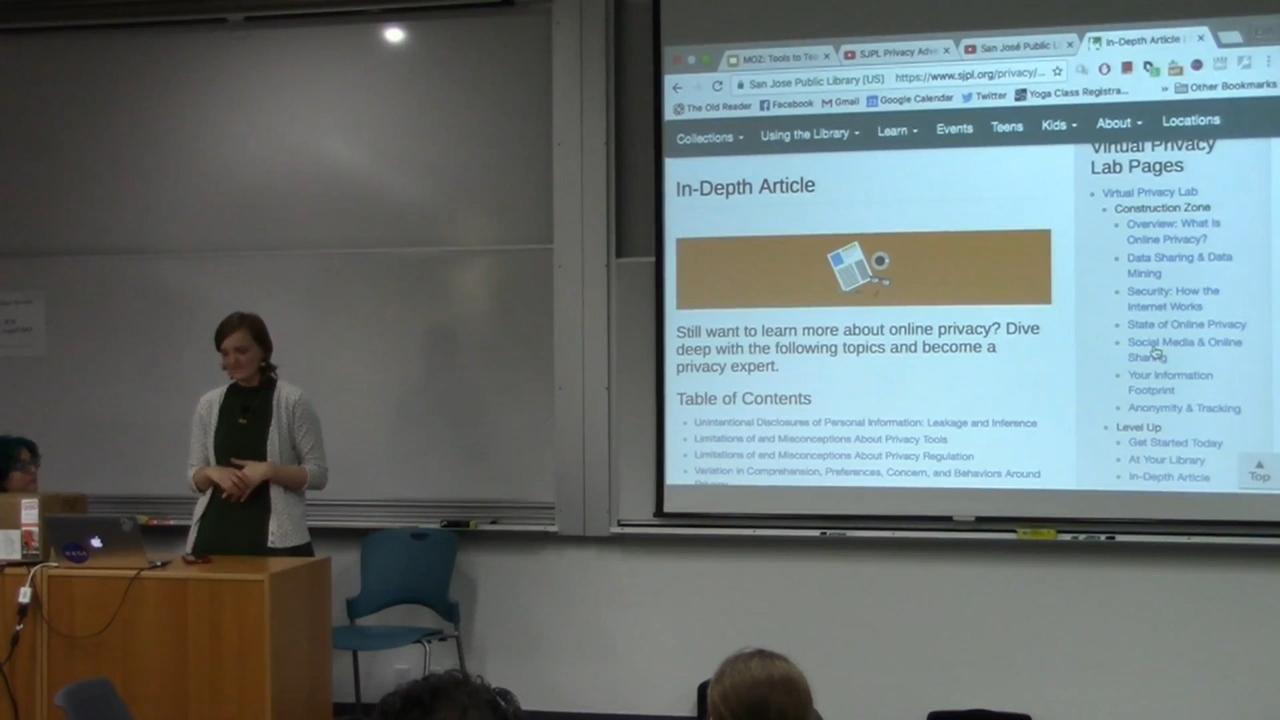 MOZ: Tools to Tea
SJPL Privacy Adve
San José Public Li
In-Depth Article |
San Jose Public Library [US]
https://www.sjpl.org/privacy/...
The Old Reader
Facebook
Gmail
Google Calendar
Twitter
Yoga Class Registra...
»
Other Bookmarks
Collections
Using the Library
Learn
Events
Teens
Kids
About
Locations
In-Depth Article
Still want to learn more about online privacy? Dive
deep with the following topics and become a
privacy expert.
Table of Contents
Unintentional Disclosures of Personal Information: Leakage and Inference
Limitations of and Misconceptions About Privacy Tools
Limitations of and Misconceptions About Privacy Regulation
Variation in Comprehension, Preferences, Concern, and Behaviors Around
Privacy
Virtual Privacy
Lab Pages
Virtual Privacy Lab
Construction Zone
Overview: What Is
Online Privacy?
Data Sharing & Data
Mining
Security: How the
Internet Works
State of Online Privacy
Social Media & Online
Sharing
Your Information
Footprint
Anonymity & Tracking
Level Up
Get Started Today
At Your Library
In-Depth Article
Top
NASA